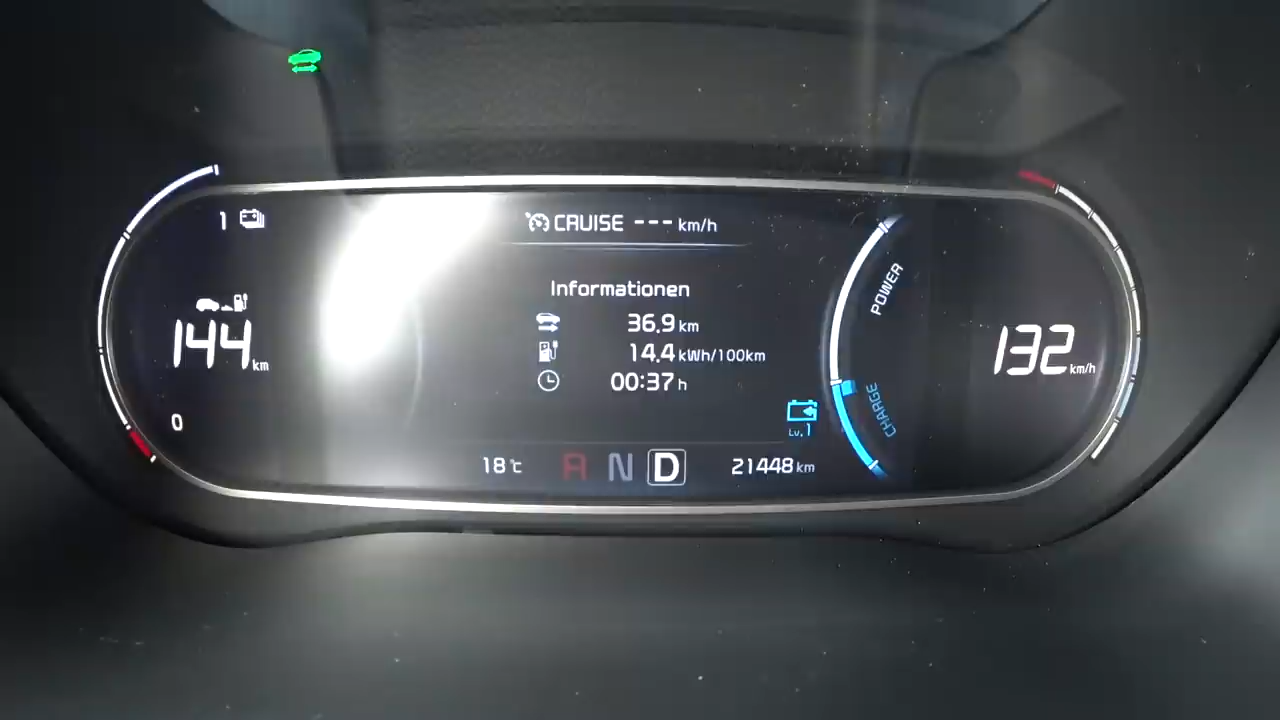 1
CRUISE --- km/h
Informationen
36.9 km
14.4 kWh/100km
00:37 h
144 km
0
POWER
CHARGE
Lv.1
132 km/h
18°C
R N D
21448 km